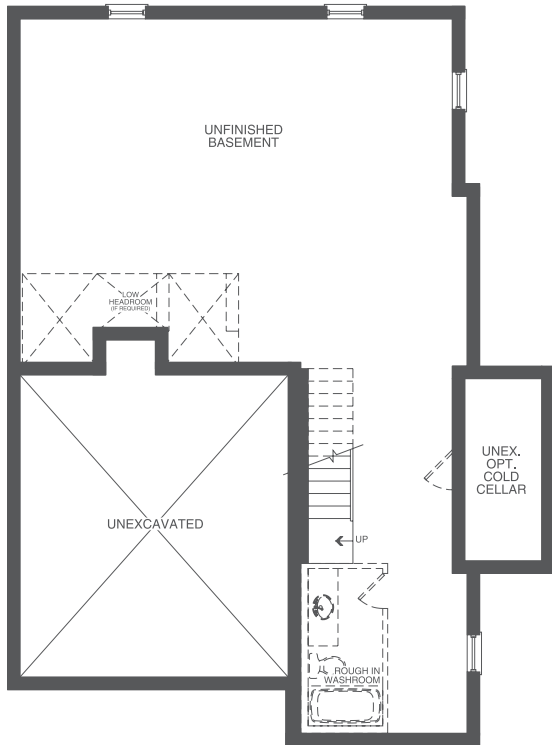 UNFINISHED
BASEMENT
LOW
HEADROOM
(IF REQUIRED)
UNEX.
OPT.
COLD
CELLAR
UNEXCAVATED
UP
ROUGH IN
WASHROOM